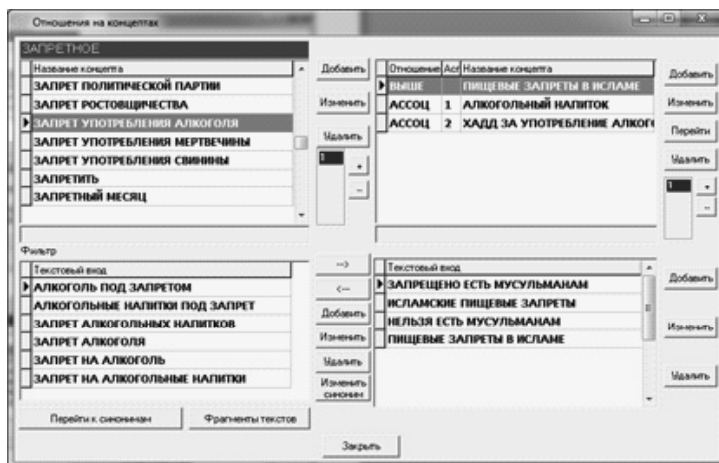 Отношения на концептах
ЗАПРЕТНОЕ
Название концепта
ЗАПРЕТ ПОЛИТИЧЕСКОЙ ПАРТИИ
ЗАПРЕТ РОСТОВЩИЧЕСТВА
ЗАПРЕТ УПОТРЕБЛЕНИЯ АЛКОГОЛЯ
ЗАПРЕТ УПОТРЕБЛЕНИЯ МЕРТВЕЧИНЫ
ЗАПРЕТ УПОТРЕБЛЕНИЯ СВИНИНЫ
ЗАПРЕТИТЬ
ЗАПРЕТНЫЙ МЕСЯЦ
Добавить
Изменить
Удалить
1
+
-
Отношение Асп Название концепта
ВЫШЕ ПИЩЕВЫЕ ЗАПРЕТЫ В ИСЛАМЕ
АССОЦ 1 АЛКОГОЛЬНЫЙ НАПИТОК
АССОЦ 2 ХАДД ЗА УПОТРЕБЛЕНИЕ АЛКОГО
Добавить
Изменить
Перейти
Удалить
1
+
-
Фильтр
Текстовый вход
АЛКОГОЛЬ ПОД ЗАПРЕТОМ
АЛКОГОЛЬНЫЕ НАПИТКИ ПОД ЗАПРЕТ
ЗАПРЕТ АЛКОГОЛЬНЫХ НАПИТКОВ
ЗАПРЕТ АЛКОГОЛЯ
ЗАПРЕТ НА АЛКОГОЛЬ
ЗАПРЕТ НА АЛКОГОЛЬНЫЕ НАПИТКИ
-->
<--
Добавить
Изменить
Удалить
Изменить
синоним
Текстовый вход
ЗАПРЕЩЕНО ЕСТЬ МУСУЛЬМАНАМ
ИСЛАМСКИЕ ПИЩЕВЫЕ ЗАПРЕТЫ
НЕЛЬЗЯ ЕСТЬ МУСУЛЬМАНАМ
ПИЩЕВЫЕ ЗАПРЕТЫ В ИСЛАМЕ
Добавить
Изменить
Удалить
Перейти к синонимам
Фрагменты текстов
Закрыть